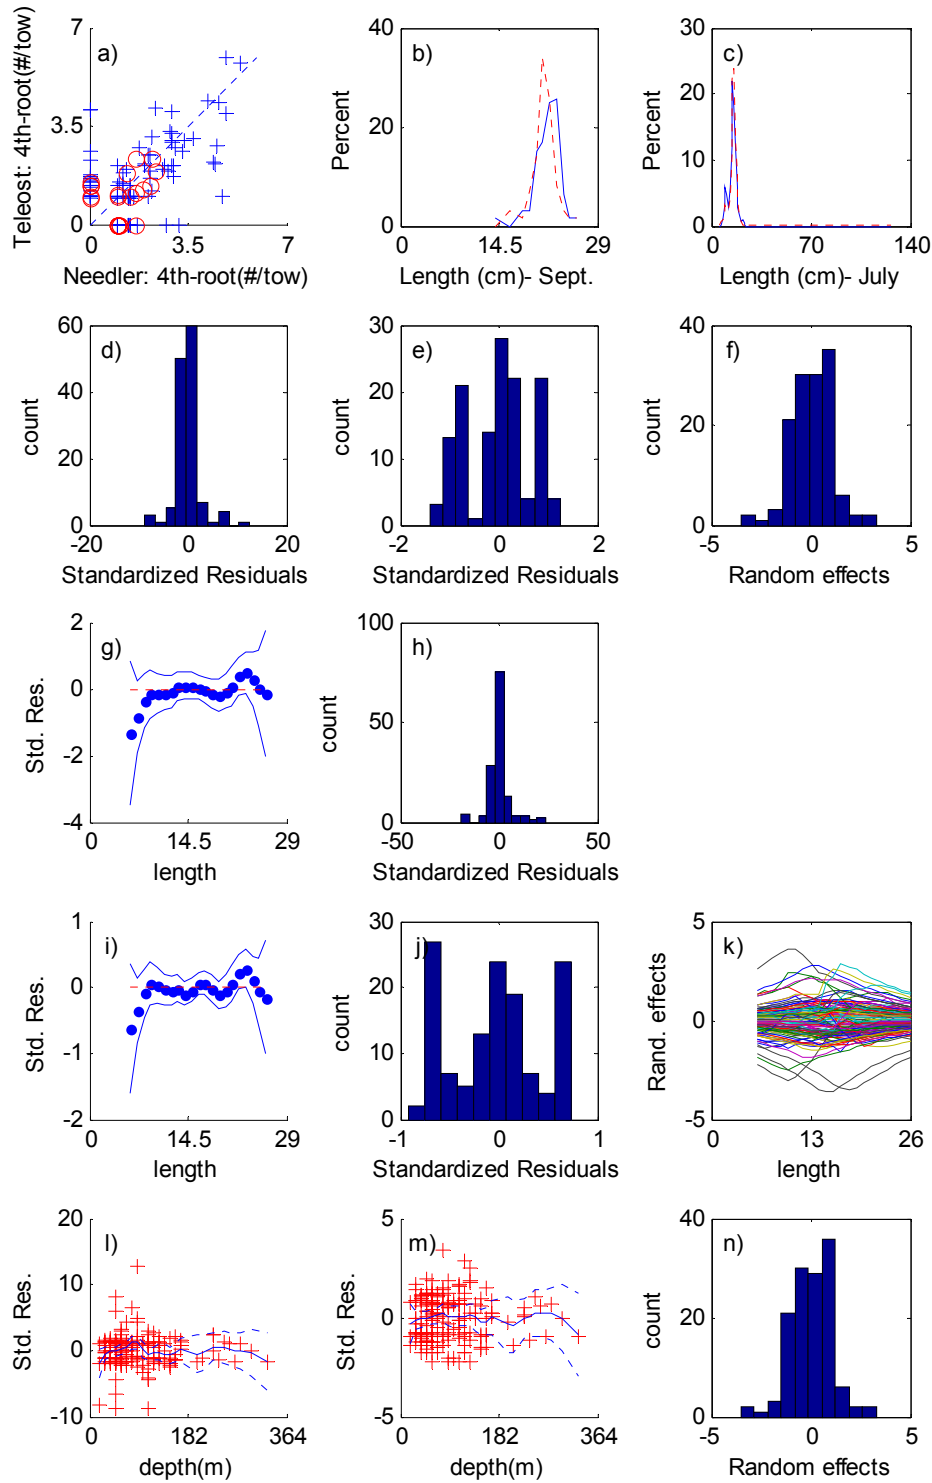 a)
7
3.5
0
0 3.5 7
Teleost: 4th-root(#/tow)
Needler: 4th-root(#/tow)
b)
40
20
0
0 14.5 29
Percent
Length (cm)- Sept.
c)
30
20
10
0
0 70 140
Percent
Length (cm)- July
d)
60
40
20
0
-20 0 20
count
Standardized Residuals
e)
30
20
10
0
-2 0 2
count
Standardized Residuals
f)
40
20
0
-5 0 5
count
Random effects
g)
2
0
-2
-4
0 14.5 29
Std. Res.
length
h)
100
50
0
-50 0 50
count
Standardized Residuals
i)
1
0
-1
-2
0 14.5 29
Std. Res.
length
j)
30
20
10
0
-1 0 1
count
Standardized Residuals
k)
5
0
-5
0 13 26
Rand. effects
length
l)
20
10
0
-10
0 182 364
Std. Res.
depth(m)
m)
5
0
-5
0 182 364
Std. Res.
depth(m)
n)
40
20
0
-5 0 5
count
Random effects